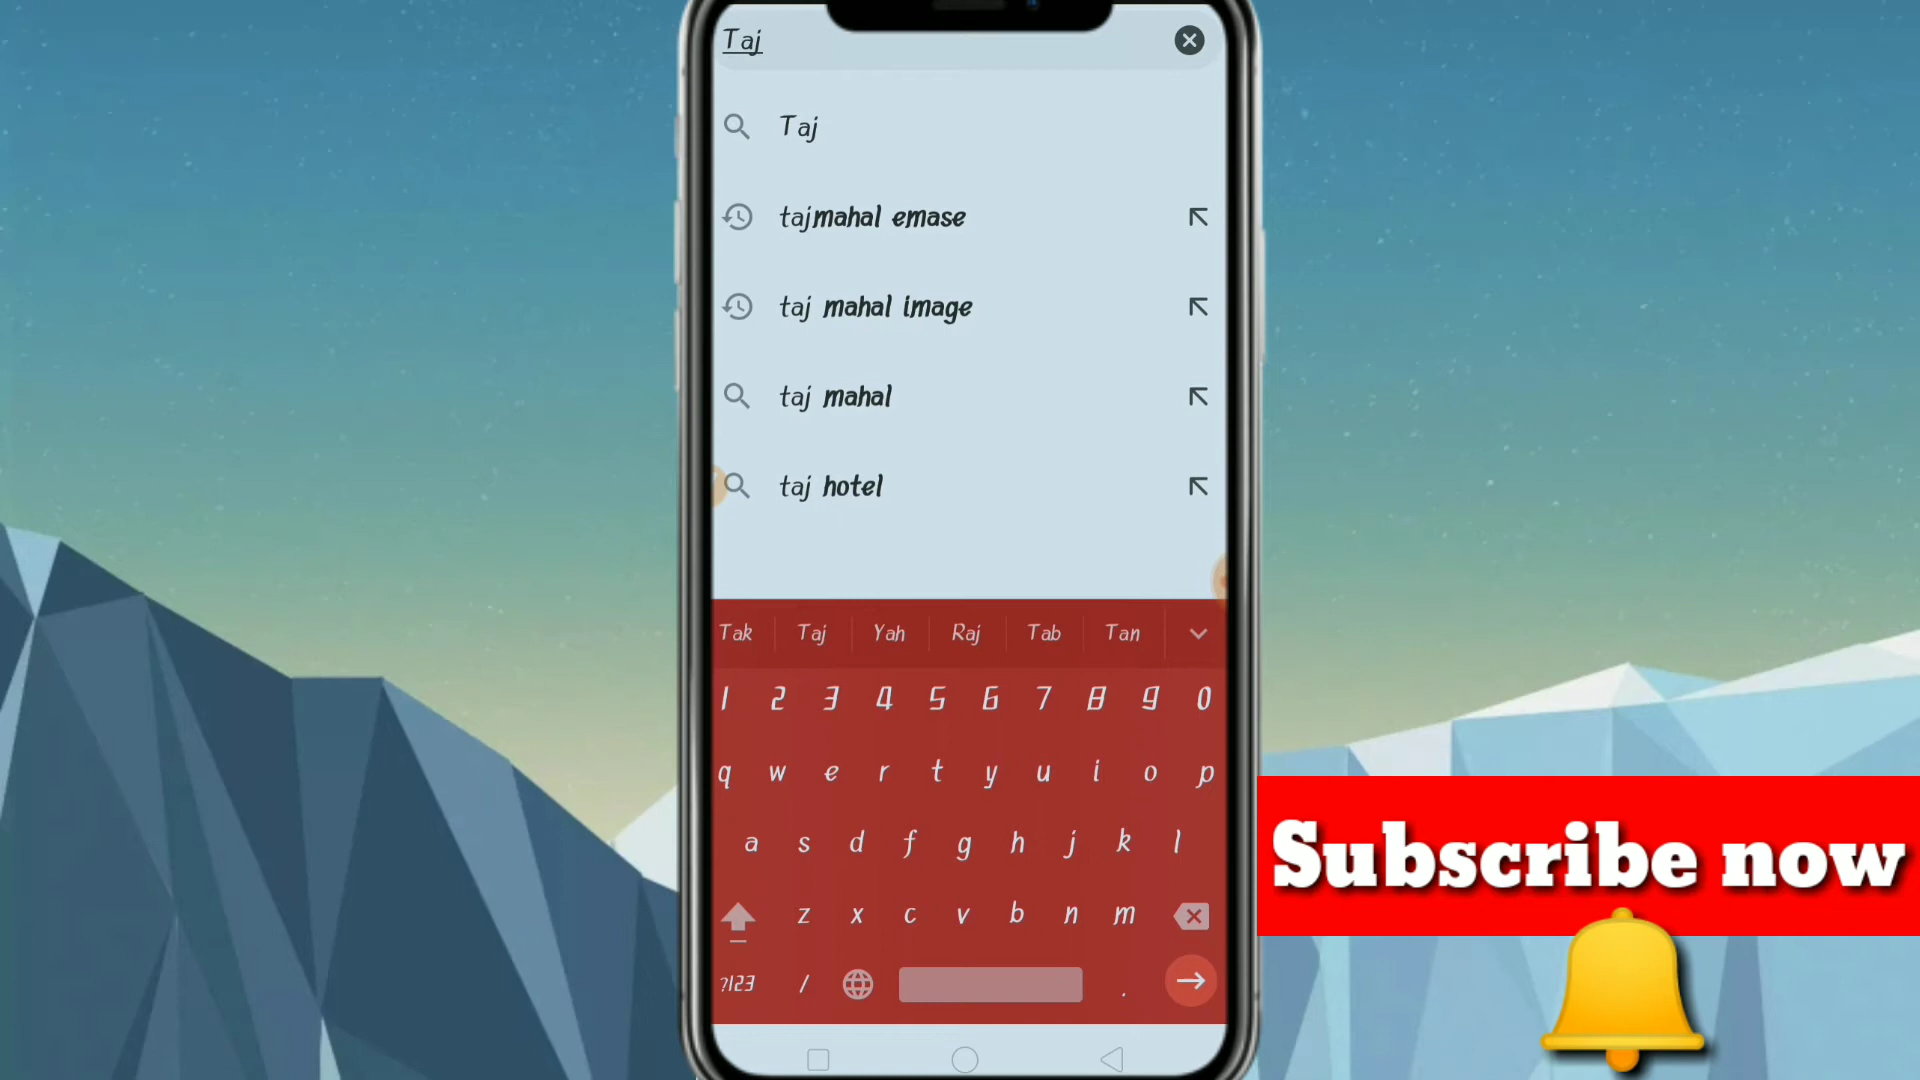 Taj
Taj
tajmahal emase
taj mahal image
taj mahal
taj hotel
Tak Taj Yah Raj Tab Tan
1 2 3 4 5 6 7 8 9 0
q w e r t y u i o p
a s d f g h j k l
z x c v b n m
?123 / .
Subscribe now